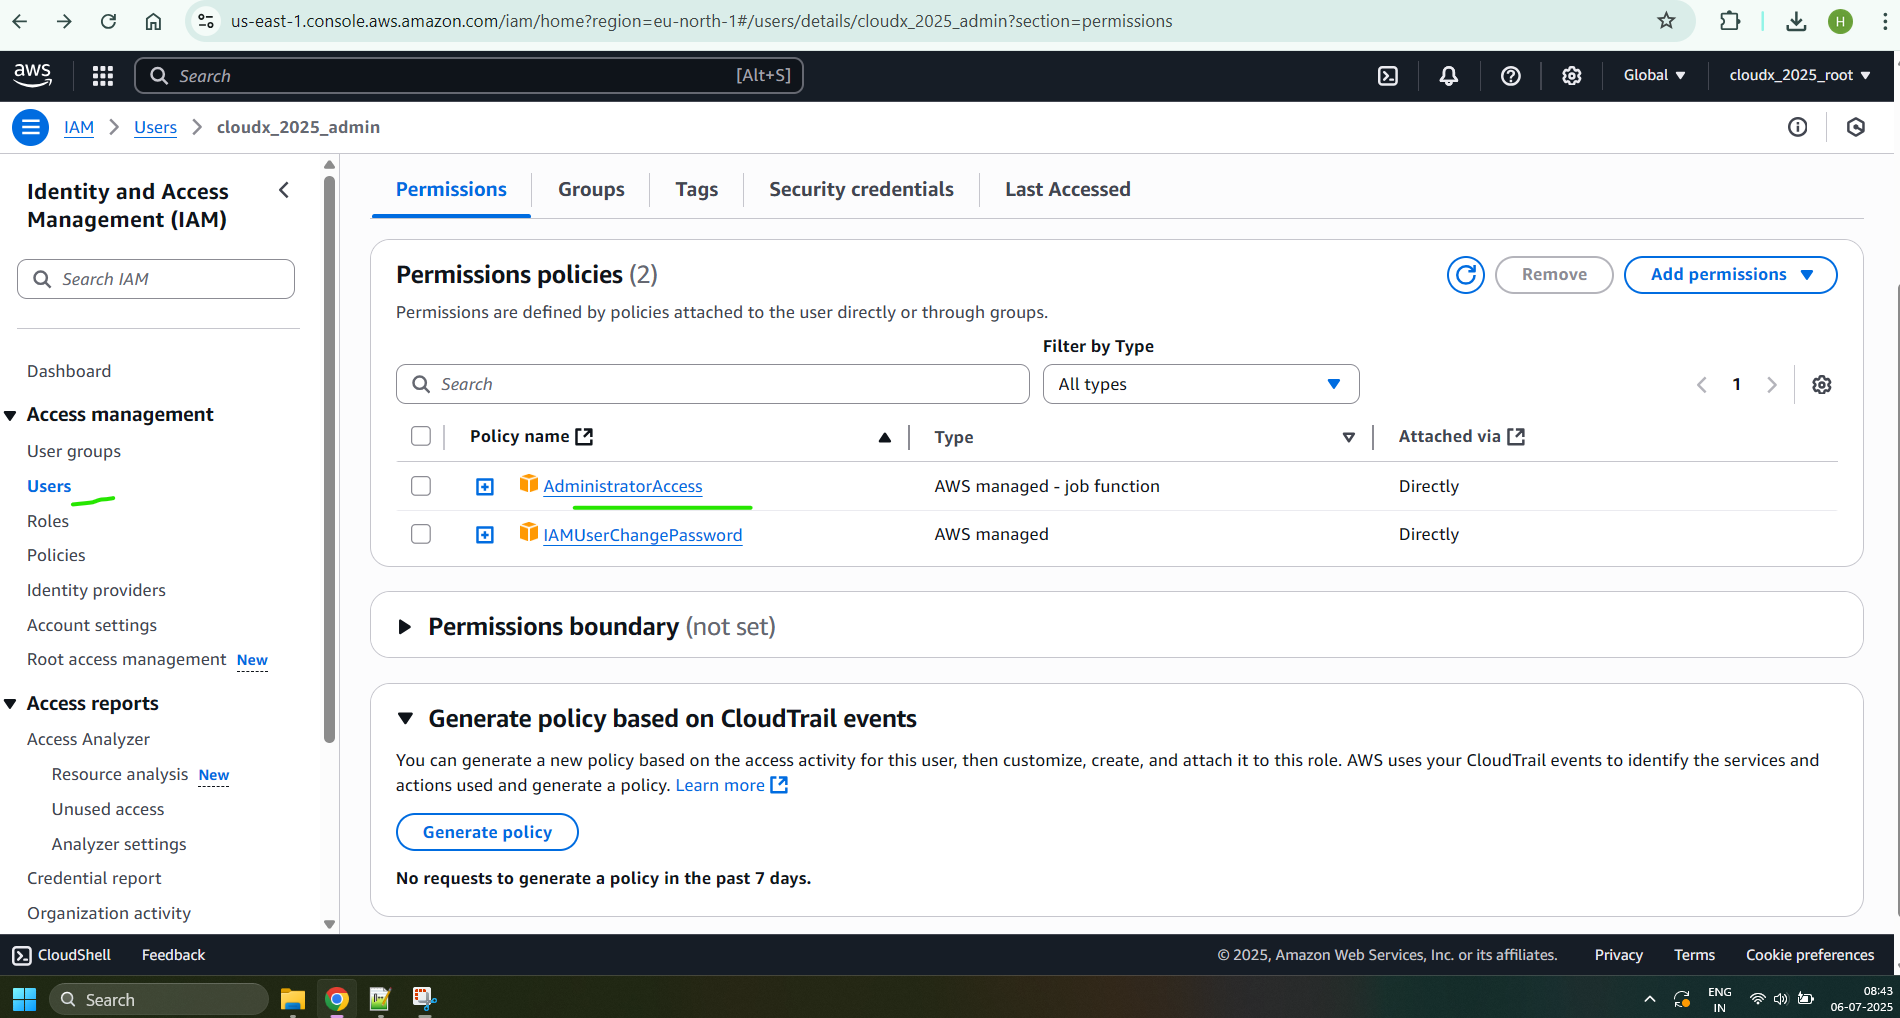 us-east-1.console.aws.amazon.com/iam/home?region=eu-north-1#/users/details/cloudx_2025_admin?section=permissions
H
aws
Search
[Alt+S]
Global
cloudx_2025_root
IAM
Users
cloudx_2025_admin
Identity and Access
Management (IAM)
Search IAM
Dashboard
Access management
User groups
Users
Roles
Policies
Identity providers
Account settings
Root access management New
Access reports
Access Analyzer
Resource analysis New
Unused access
Analyzer settings
Credential report
Organization activity
Permissions
Groups
Tags
Security credentials
Last Accessed
Permissions policies (2)
Remove
Add permissions
Permissions are defined by policies attached to the user directly or through groups.
Filter by Type
Search
All types
1
Policy name
Type
Attached via
AdministratorAccess
AWS managed - job function
Directly
IAMUserChangePassword
AWS managed
Directly
Permissions boundary (not set)
Generate policy based on CloudTrail events
You can generate a new policy based on the access activity for this user, then customize, create, and attach it to this role. AWS uses your CloudTrail events to identify the services and
actions used and generate a policy. Learn more
Generate policy
No requests to generate a policy in the past 7 days.
CloudShell
Feedback
© 2025, Amazon Web Services, Inc. or its affiliates.
Privacy
Terms
Cookie preferences
Search
ENG
IN
08:43
06-07-2025